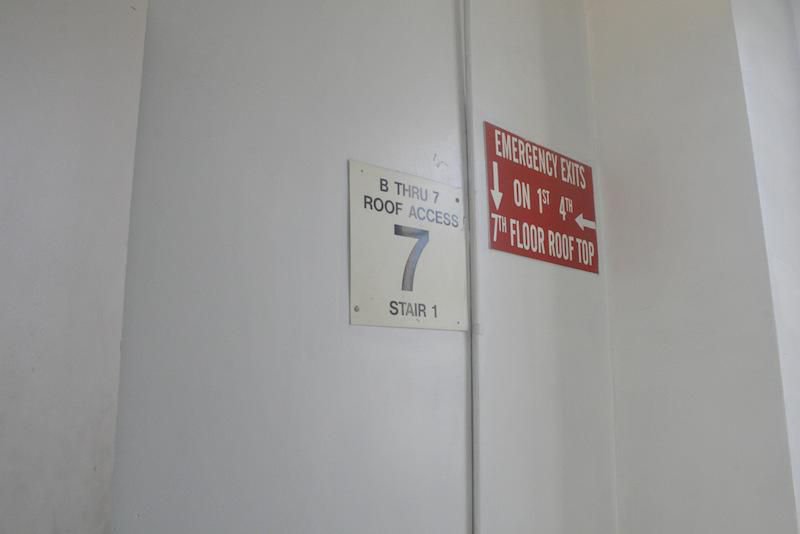 B THRU 7
ROOF ACCESS
7
STAIR 1
EMERGENCY EXITS
ON 1ST 4TH
7TH FLOOR ROOF TOP